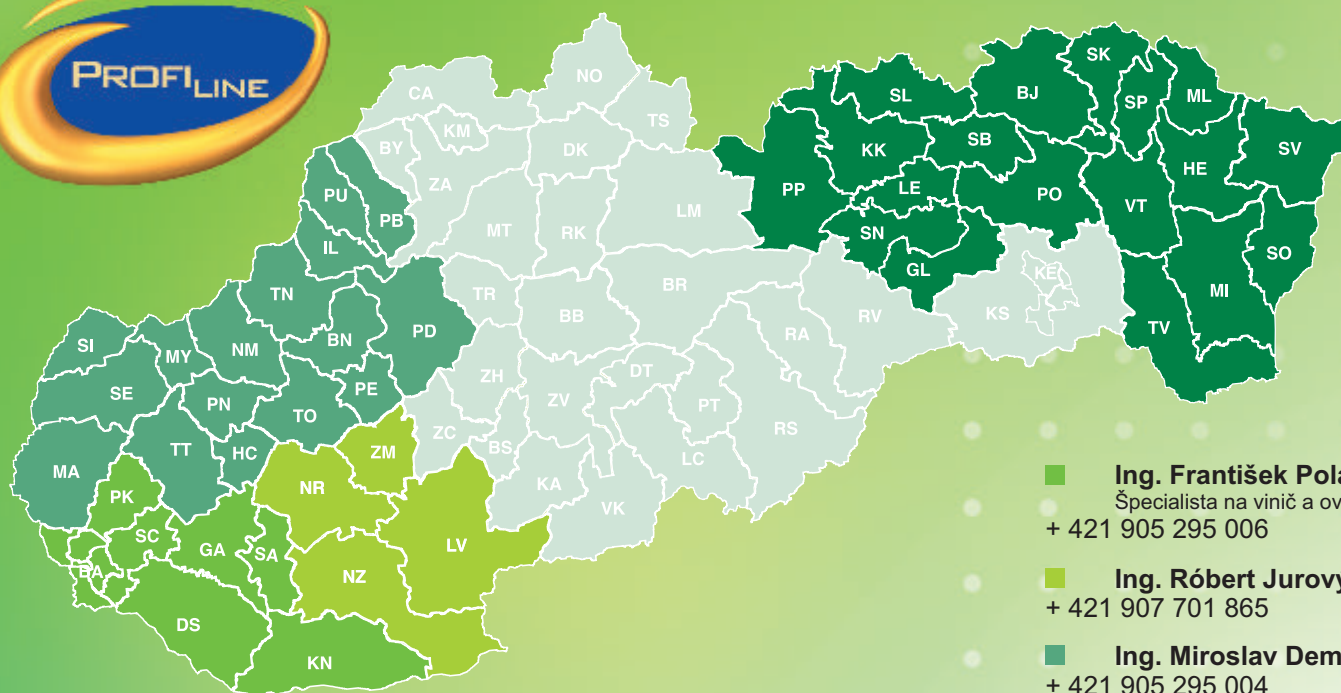 PROFILINE
NO
CA
SK
SL
BJ
SP
ML
TS
KM
BY
DK
KK
SB
SV
ZA
HE
PU
PP
LE
PO
VT
PB
LM
MT
RK
SN
IL
SO
GL
KE
TN
TR
BR
MI
BB
RV
KS
PD
TV
BN
RA
SI
MY
NM
DT
ZH
PE
SE
PN
ZV
PT
TO
RS
ZC
TT
HC
ZM
BS
LC
MA
KA
NR
PK
VK
SC
GA
SA
LV
BA
NZ
DS
KN
Ing. František
Špecialista na vinič a
+ 421 905 295 006
Ing. Róbert
+ 421 907 701 865
Ing. Miroslav
+ 421 905 295 004